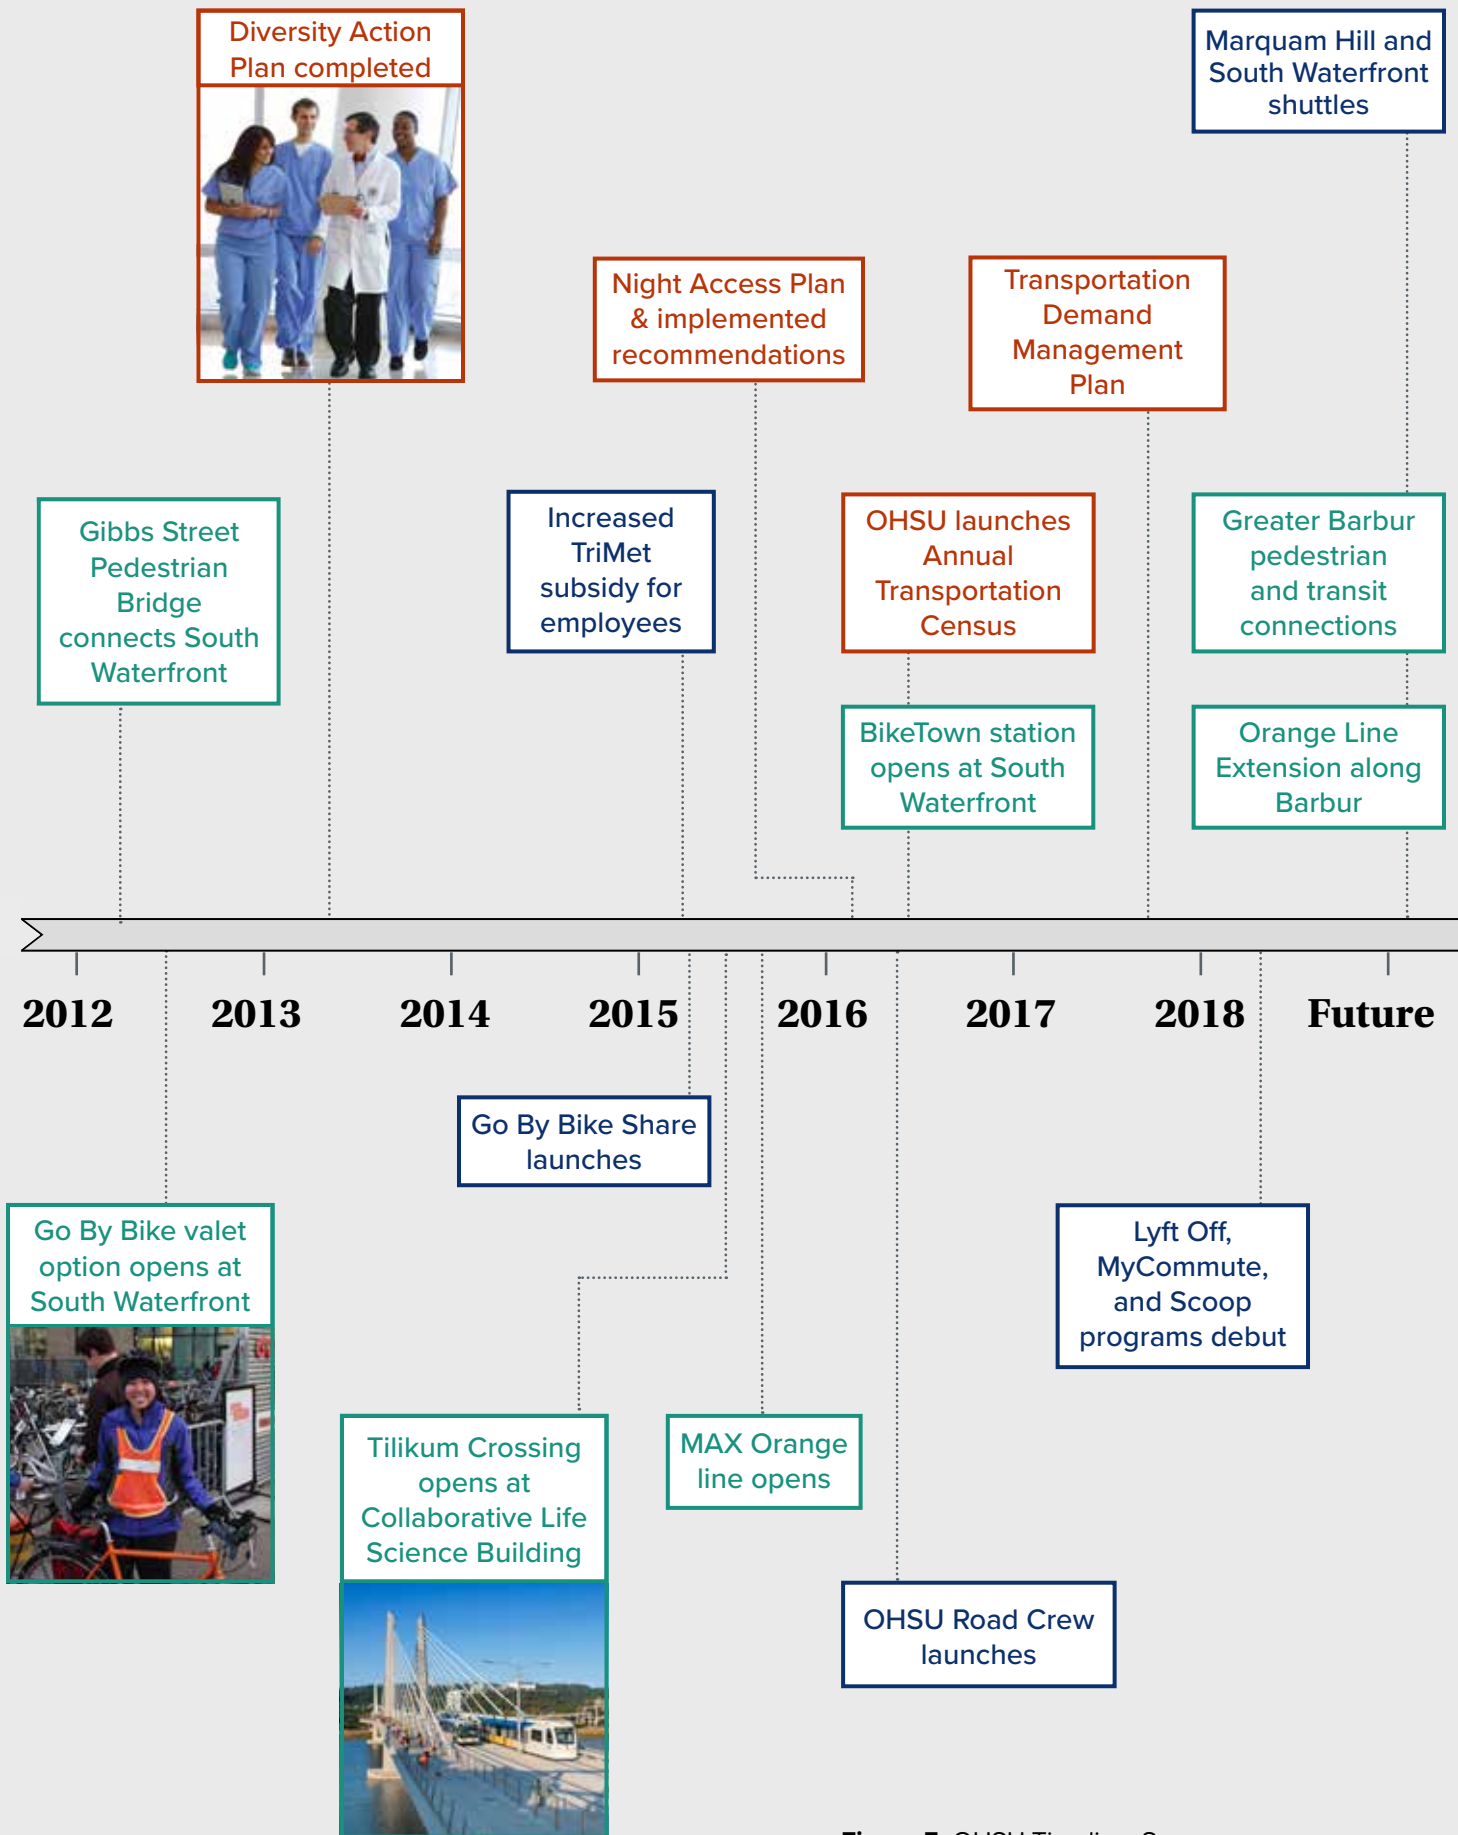 Diversity Action
Plan completed
Marquam Hill and
South Waterfront
shuttles
Night Access Plan
& implemented
recommendations
Transportation
Demand
Management
Plan
Gibbs Street
Pedestrian
Bridge
connects South
Waterfront
Increased
TriMet
subsidy for
employees
OHSU launches
Annual
Transportation
Census
Greater Barbur
pedestrian
and transit
connections
BikeTown station
opens at South
Waterfront
Orange Line
Extension along
Barbur
2012 2013 2014 2015 2016 2017 2018 Future
Go By Bike Share
launches
Go By Bike valet
option opens at
South Waterfront
Lyft Off,
MyCommute,
and Scoop
programs debut
Tilikum Crossing
opens at
Collaborative Life
Science Building
MAX Orange
line opens
OHSU Road Crew
launches